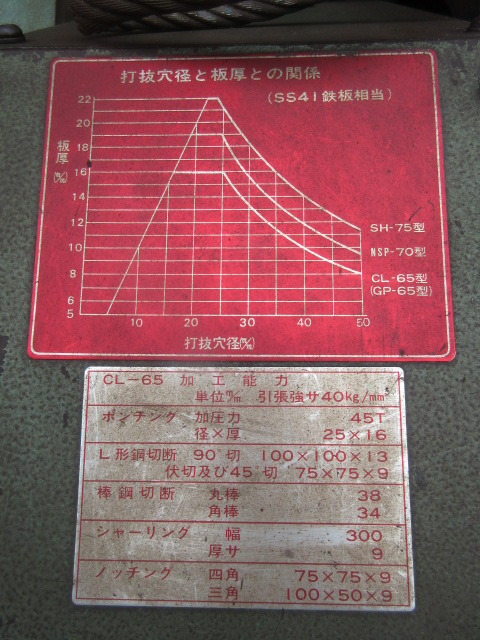 打抜穴径と板厚との関係
(SS41鉄板相当)
板厚(%)
22
20
18
16
14
12
10
8
6
5
10 20 25 30 40 50
打抜穴径(%)
SH-75型
NSP-70型
CL-65型
(GP-65型)
CL-65 加工能力
単位% 引張強サ40kg/mm²
ポンチング 加圧力 45T
径×厚 25×16
L形鋼切断 90切 100×100×13
伏切及び45切 75×75×9
棒鋼切断 丸棒 38
角棒 34
シャーリング 幅 300
厚サ 9
ノッチング 四角 75×75×9
三角 100×50×9